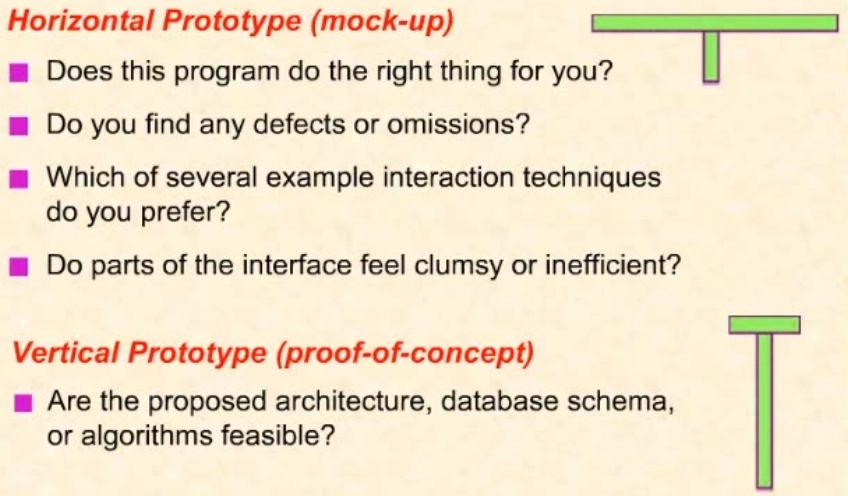 Horizontal Prototype (mock-up)
Does this program do the right thing for you?
Do you find any defects or omissions?
Which of several example interaction techniques
do you prefer?
Do parts of the interface feel clumsy or inefficient?
Vertical Prototype (proof-of-concept)
Are the proposed architecture, database schema,
or algorithms feasible?